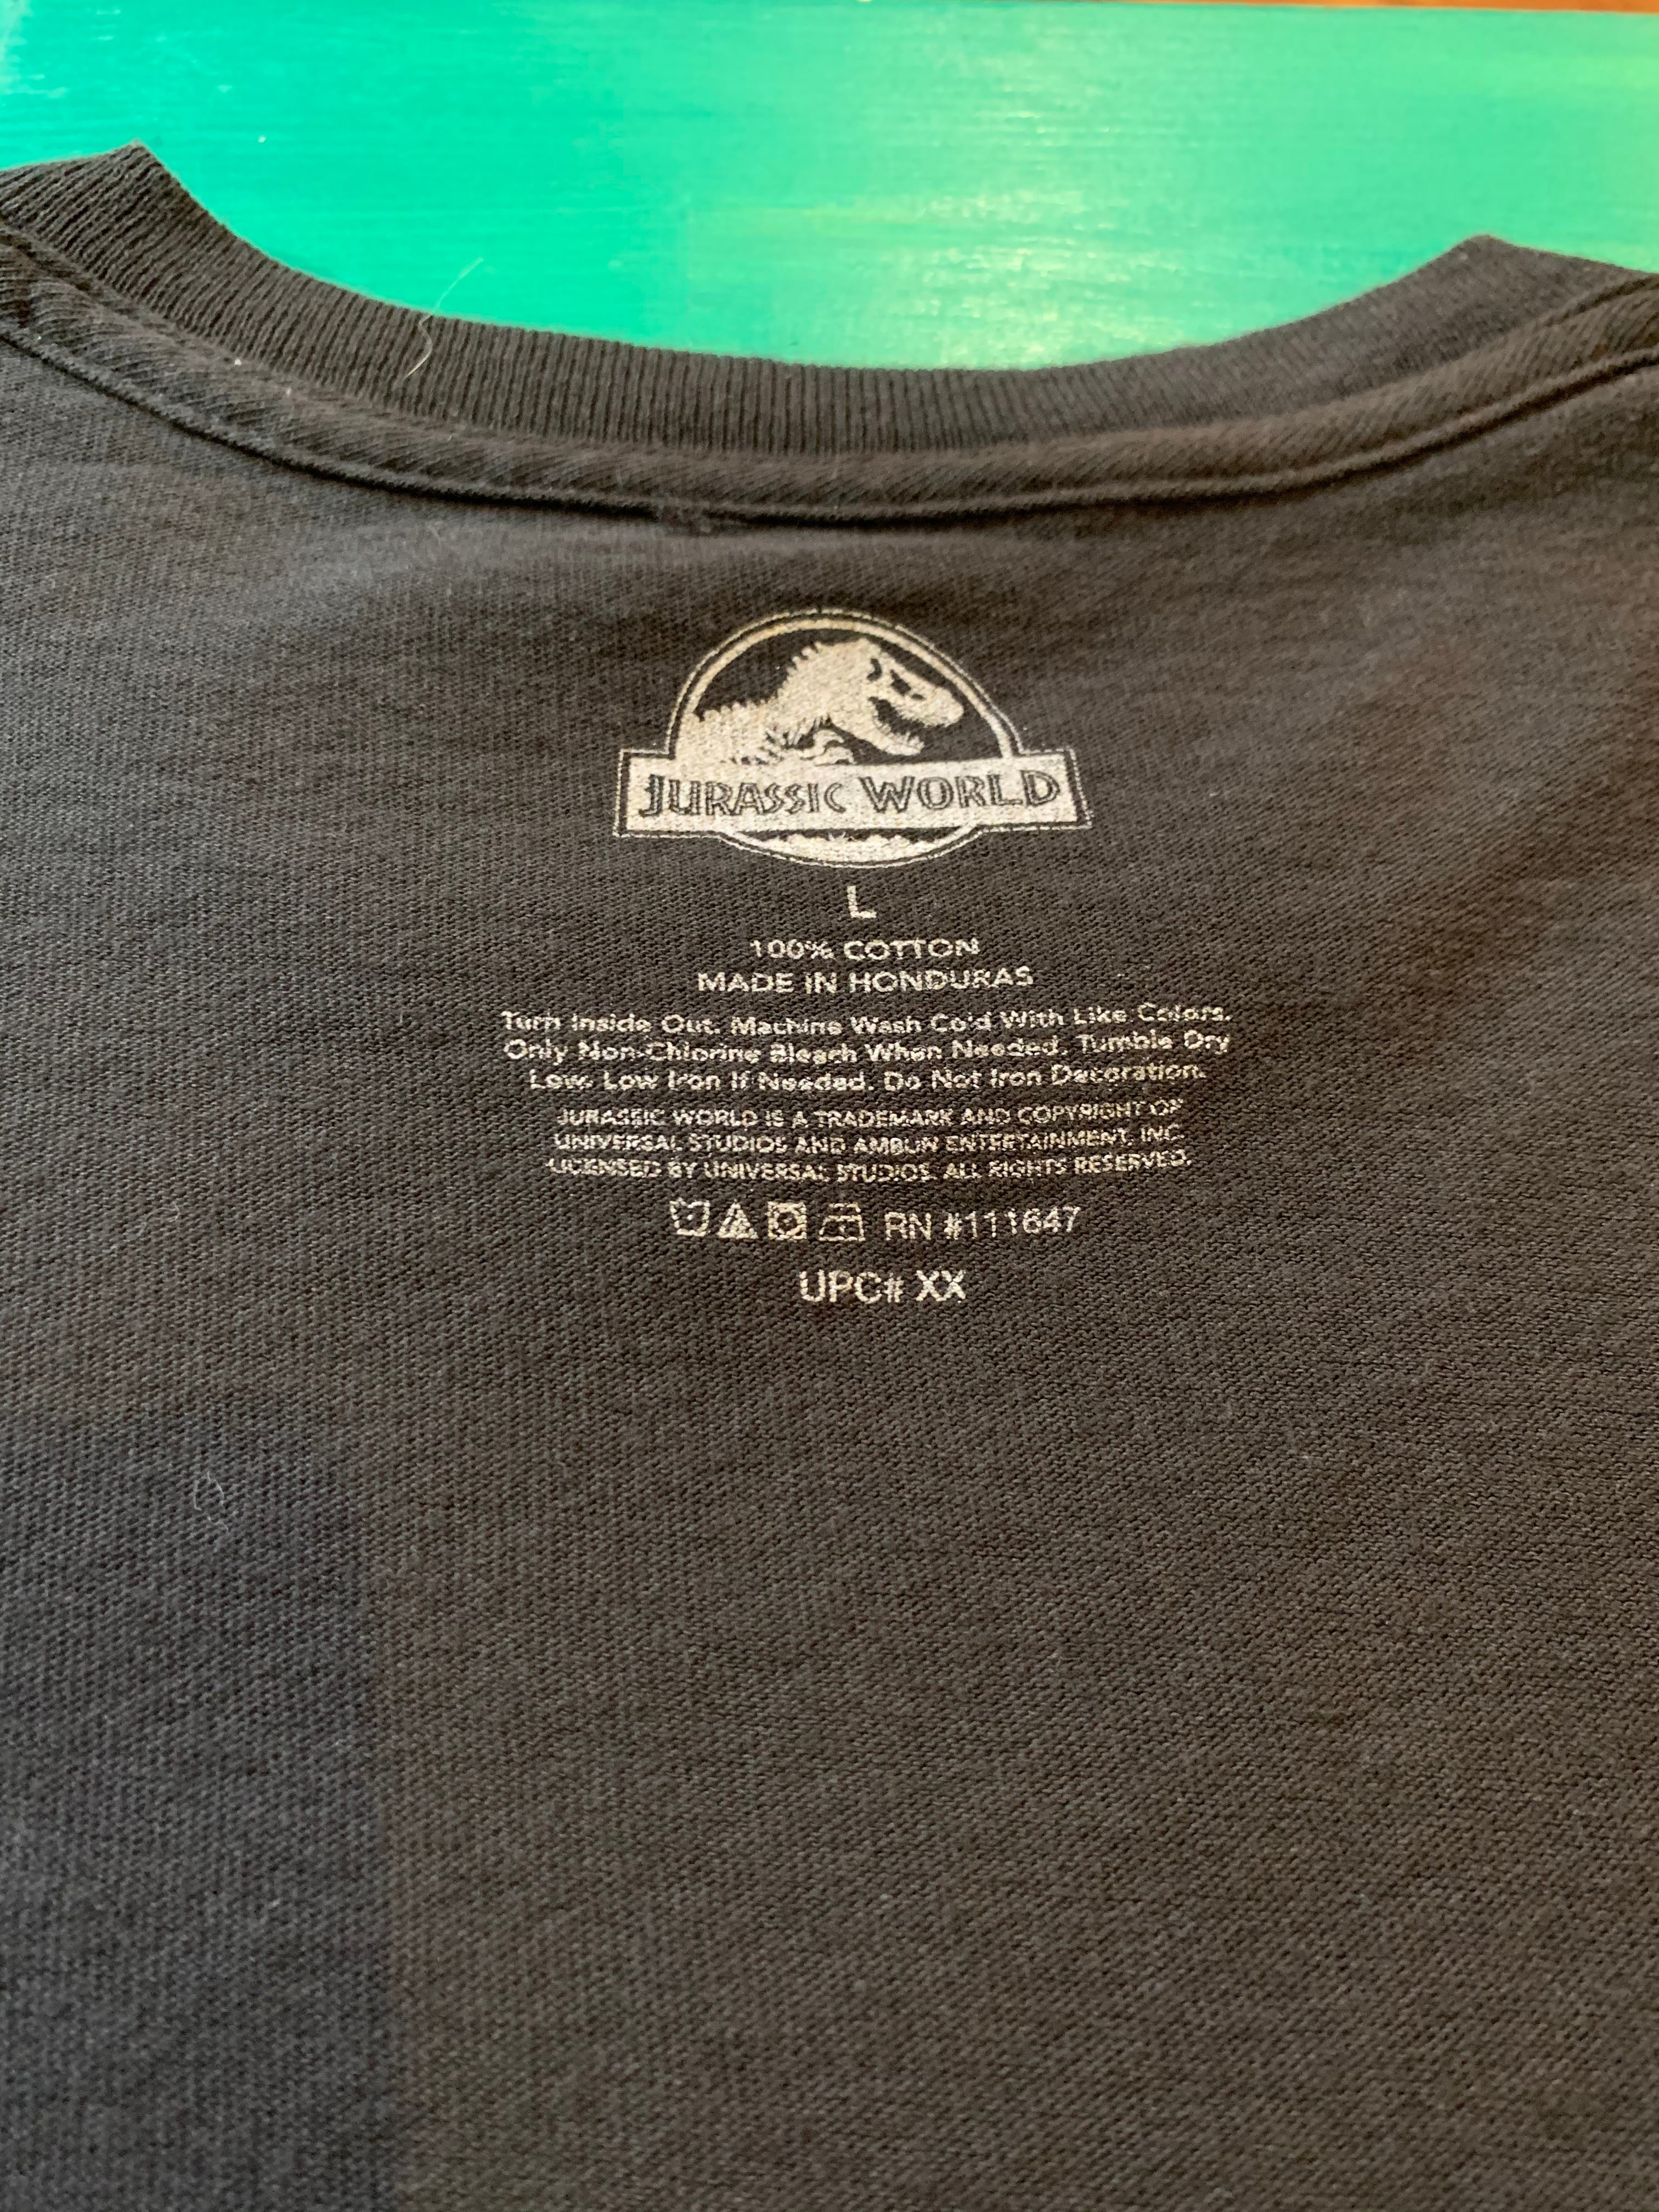 JURASSIC WORLD
L
100% COTTON
MADE IN HONDURAS
Turn Inside Out. Machine Wash Cold With Like Colors.
Only Non-Chlorine Bleach When Needed. Tumble Dry
Low. Low Iron If Needed. Do Not Iron Decoration.
JURASSIC WORLD IS A TRADEMARK AND COPYRIGHT OF
UNIVERSAL STUDIOS AND AMBLIN ENTERTAINMENT, INC.
LICENSED BY UNIVERSAL STUDIOS. ALL RIGHTS RESERVED.
RN #111647
UPC# XX